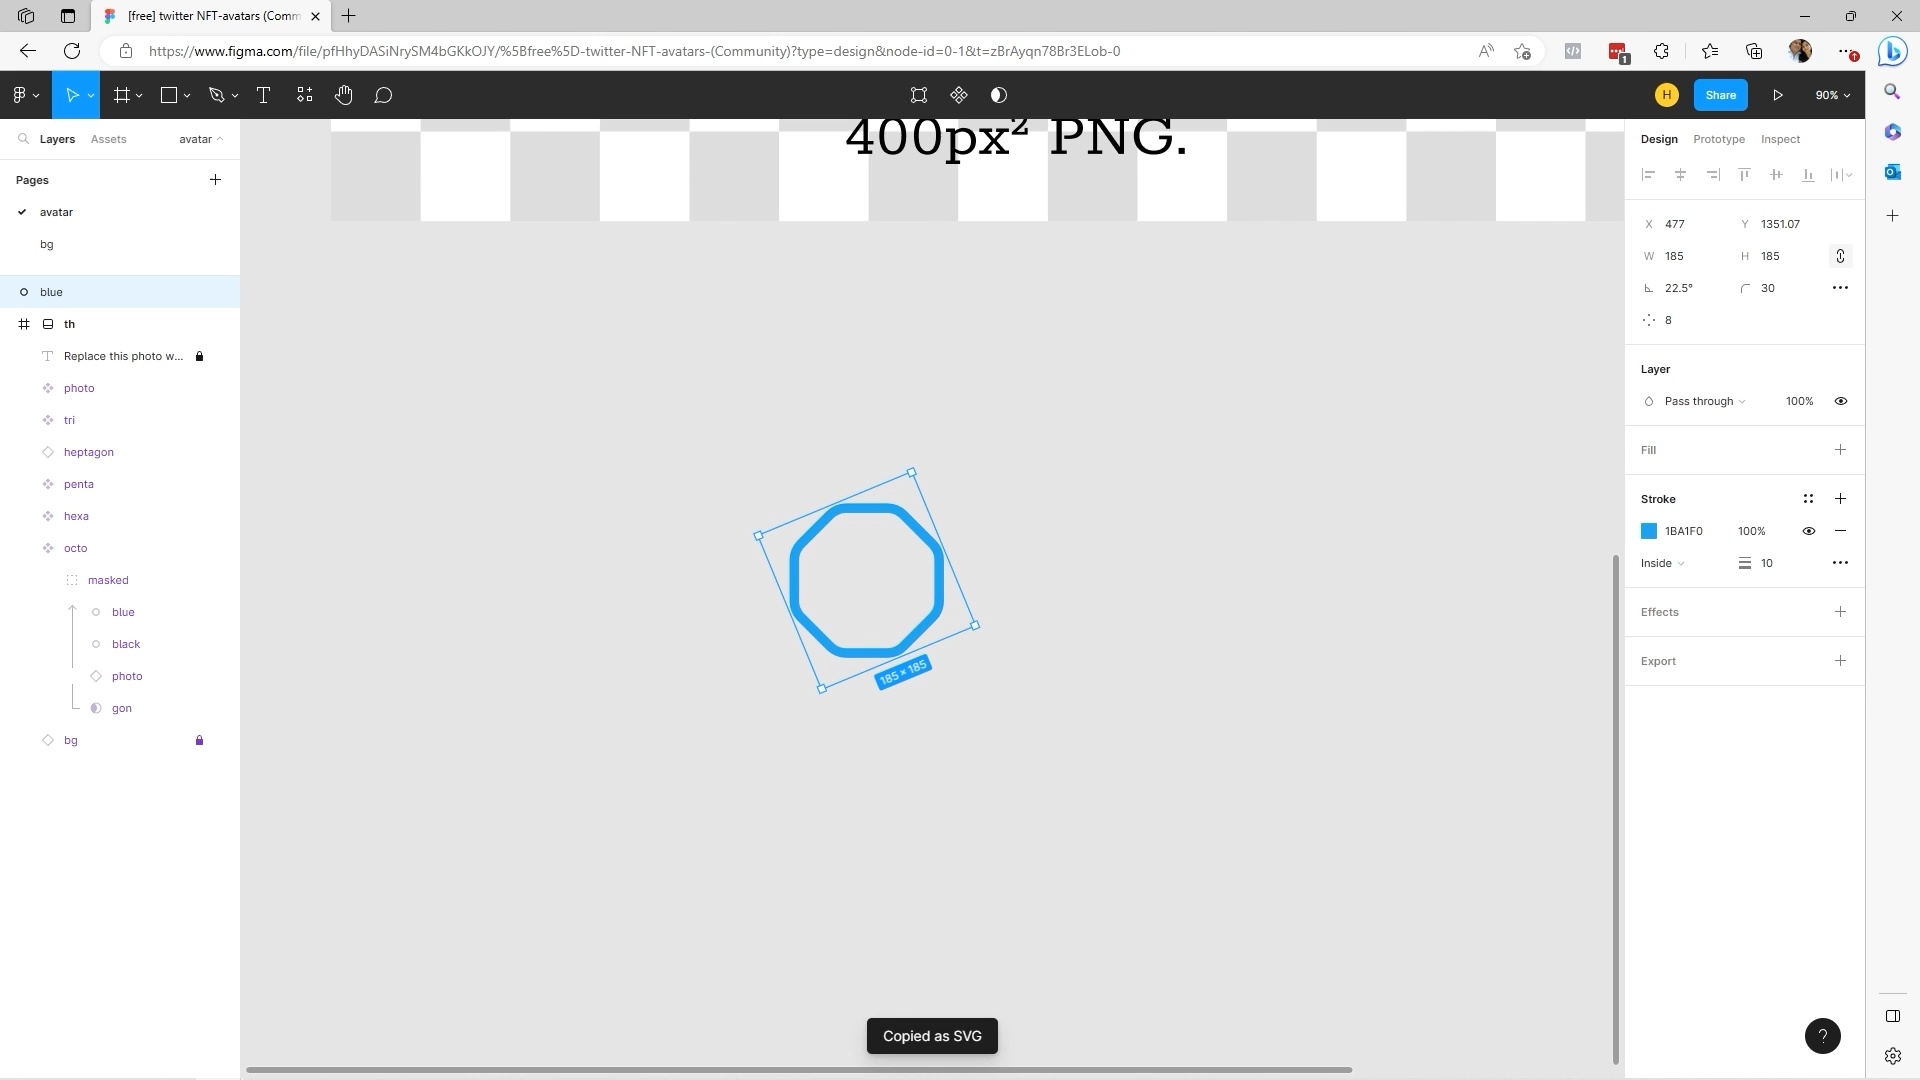 [free] twitter NFT-avatars (Comm
https://www.figma.com/file/pfHhyDASiNrySM4bGKkOJY/%5Bfree%5D-twitter-NFT-avatars-(Community)?type=design&node-id=0-1&t=zBrAyqn78Br3ELob-0
1
H
Share
90%
Layers
Assets
avatar
Pages
avatar
bg
blue
th
Replace this photo w...
photo
tri
heptagon
penta
hexa
octo
masked
blue
black
photo
gon
bg
400px² PNG.
185 × 185
Copied as SVG
Design
Prototype
Inspect
X 477
Y 1351.07
W 185
H 185
22.5°
30
8
Layer
Pass through
100%
Fill
Stroke
1BA1F0
100%
Inside
10
Effects
Export
?